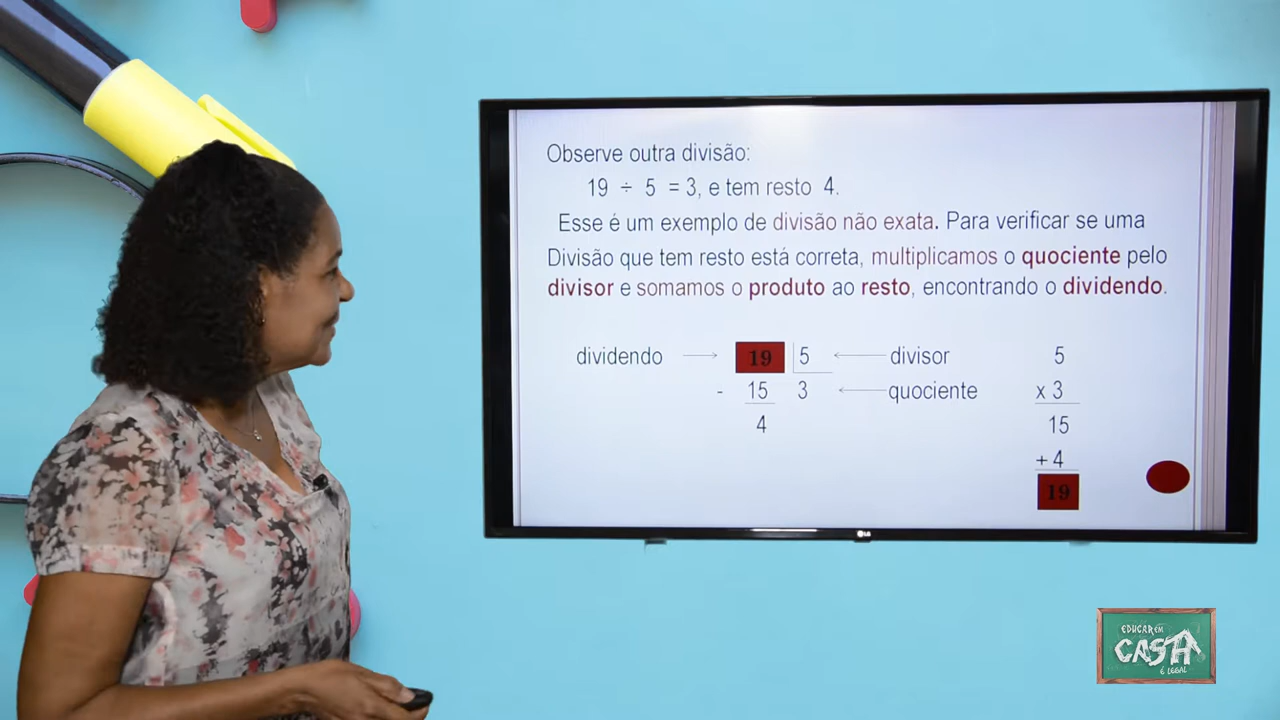 Observe outra divisão:
19 ÷ 5 = 3, e tem resto 4.
Esse é um exemplo de divisão não exata. Para verificar se uma
Divisão que tem resto está correta, multiplicamos o quociente pelo
divisor e somamos o produto ao resto, encontrando o dividendo.
dividendo 19 5 divisor 5
- 15 3 quociente x 3
4 15
+ 4
19
LG
EDUCAR EM
CASA
É LEGAL